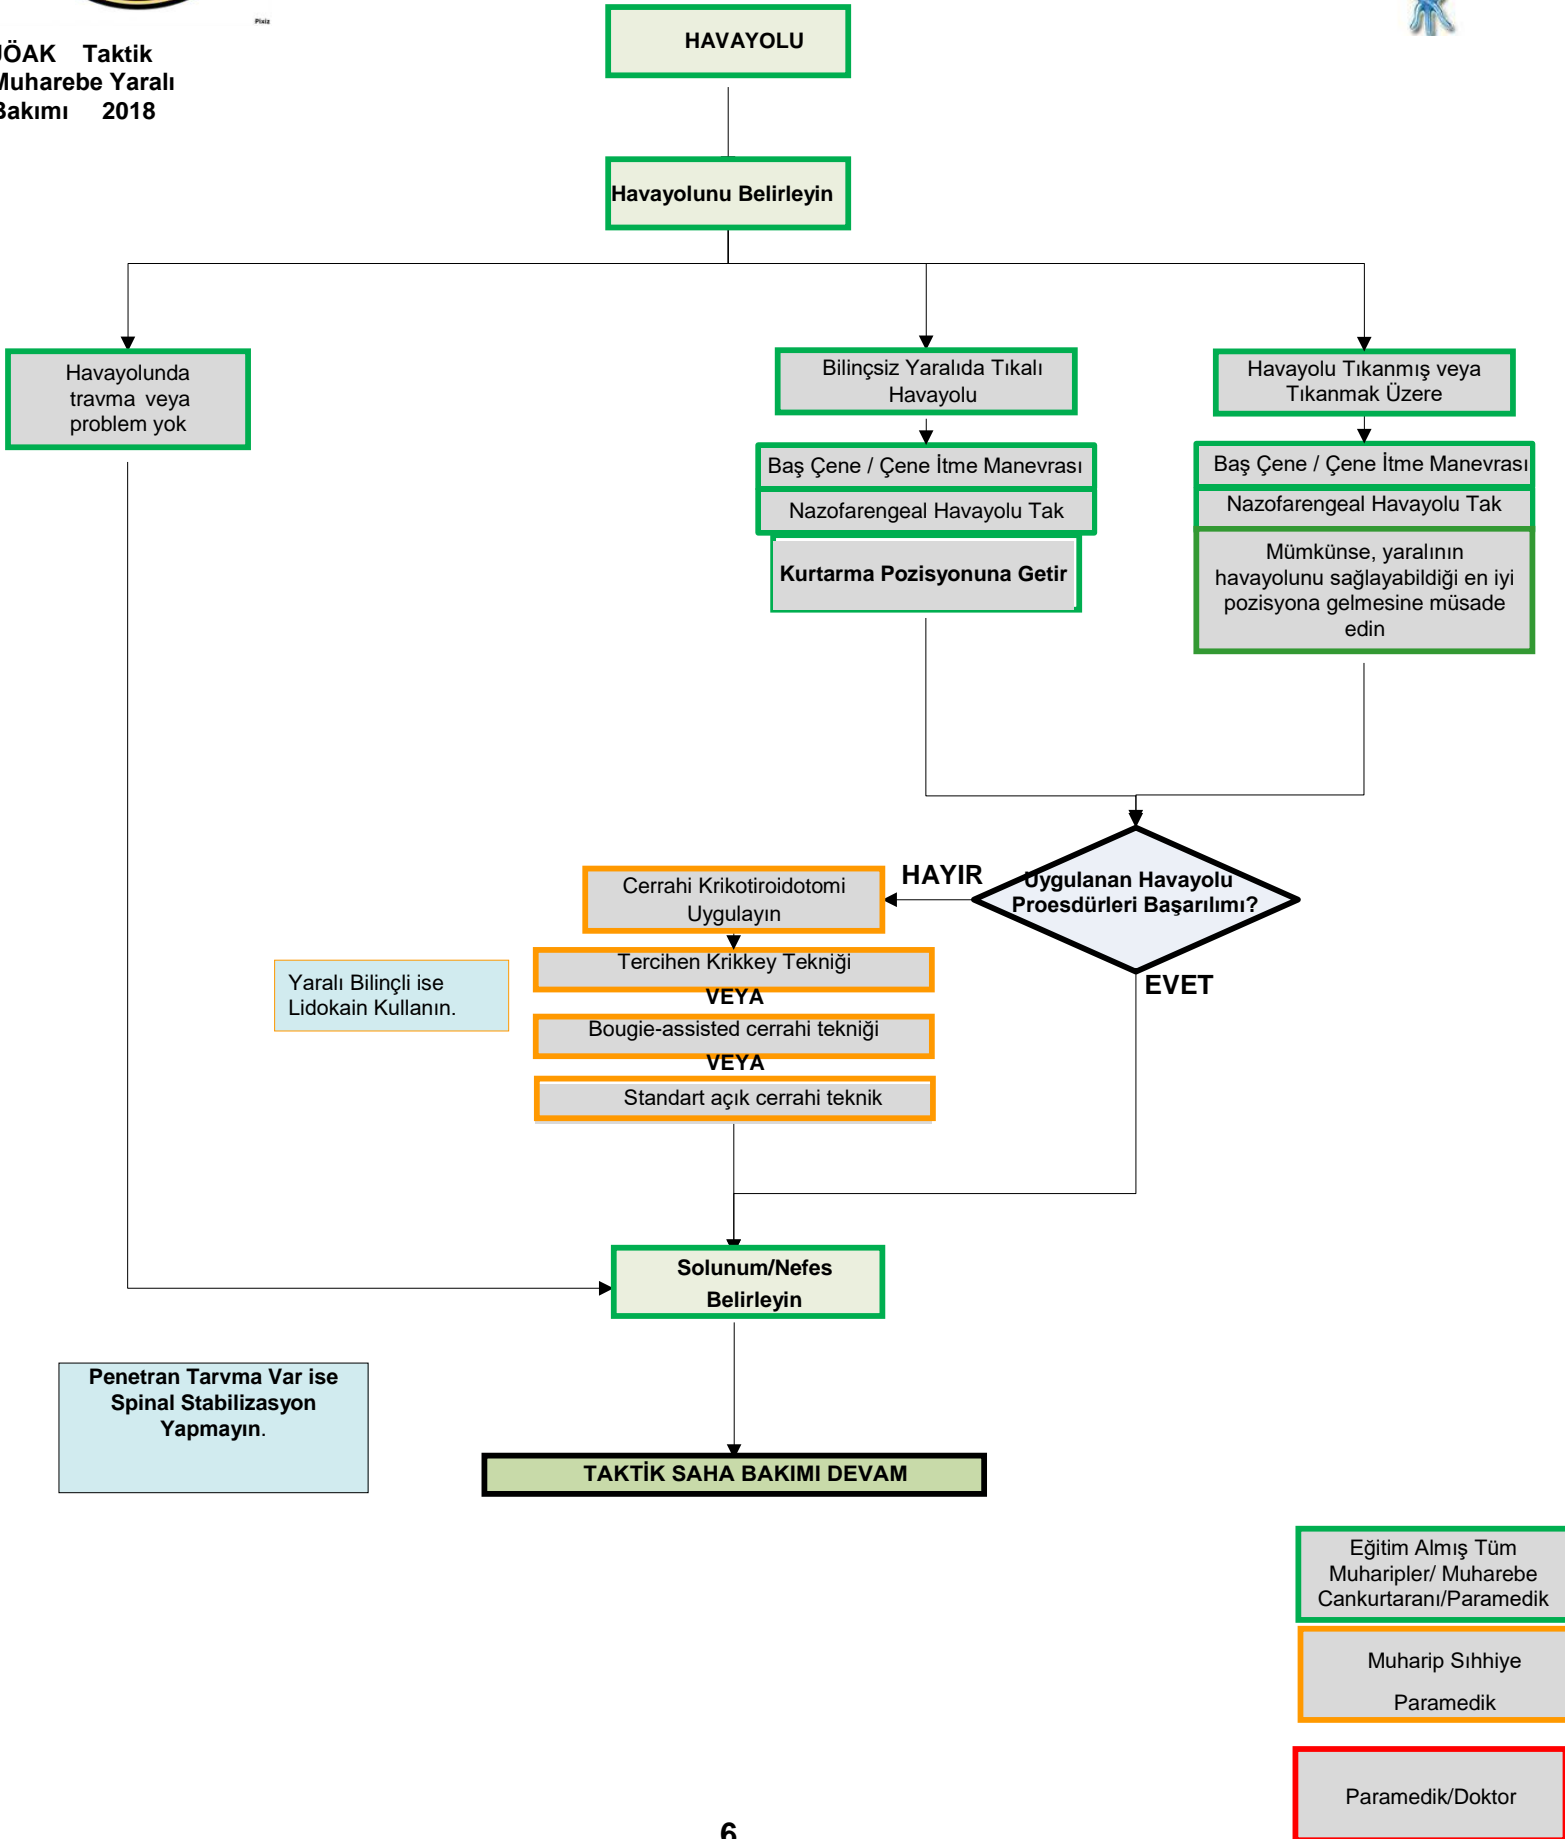 Pixiz
JÖAK Taktik
Muharebe Yaralı
Bakımı 2018
HAVAYOLU
Havayolunu Belirleyin
Havayolunda
travma veya
problem yok
Bilinçsiz Yaralıda Tıkalı
Havayolu
Baş Çene / Çene İtme Manevrası
Nazofarengeal Havayolu Tak
Kurtarma Pozisyonuna Getir
Havayolu Tıkanmış veya
Tıkanmak Üzere
Baş Çene / Çene İtme Manevrası
Nazofarengeal Havayolu Tak
Mümkünse, yaralının
havayolunu sağlayabildiği en iyi
pozisyona gelmesine müsade
edin
Uygulanan Havayolu
Proesdürleri Başarılımı?
HAYIR
EVET
Cerrahi Krikotiroidotomi
Uygulayın
Tercihen Krikkey Tekniği
VEYA
Bougie-assisted cerrahi tekniği
VEYA
Standart açık cerrahi teknik
Yaralı Bilinçli ise
Lidokain Kullanın.
Solunum/Nefes
Belirleyin
Penetran Tarvma Var ise
Spinal Stabilizasyon
Yapmayın.
TAKTİK SAHA BAKIMI DEVAM
Eğitim Almış Tüm
Muharipler/ Muharebe
Cankurtaranı/Paramedik
Muharip Sıhhiye
Paramedik
Paramedik/Doktor
6